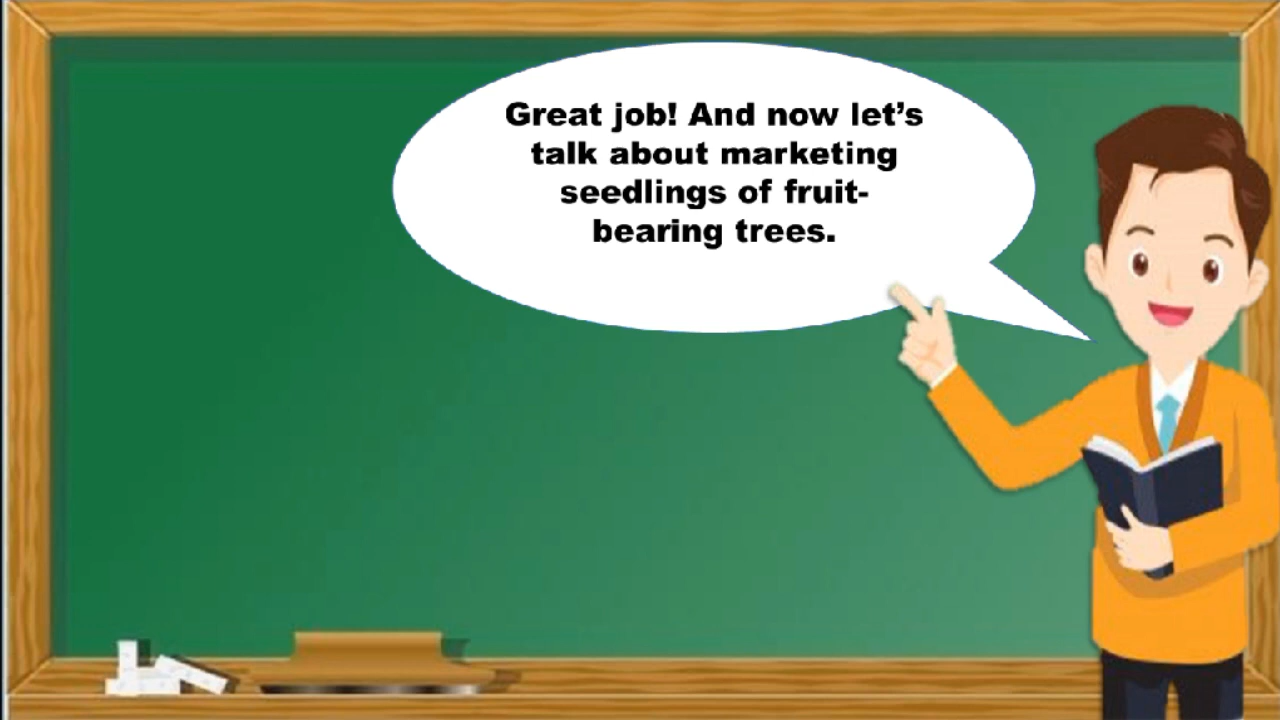 Great job! And now let’s
talk about marketing
seedlings of fruit-
bearing trees.